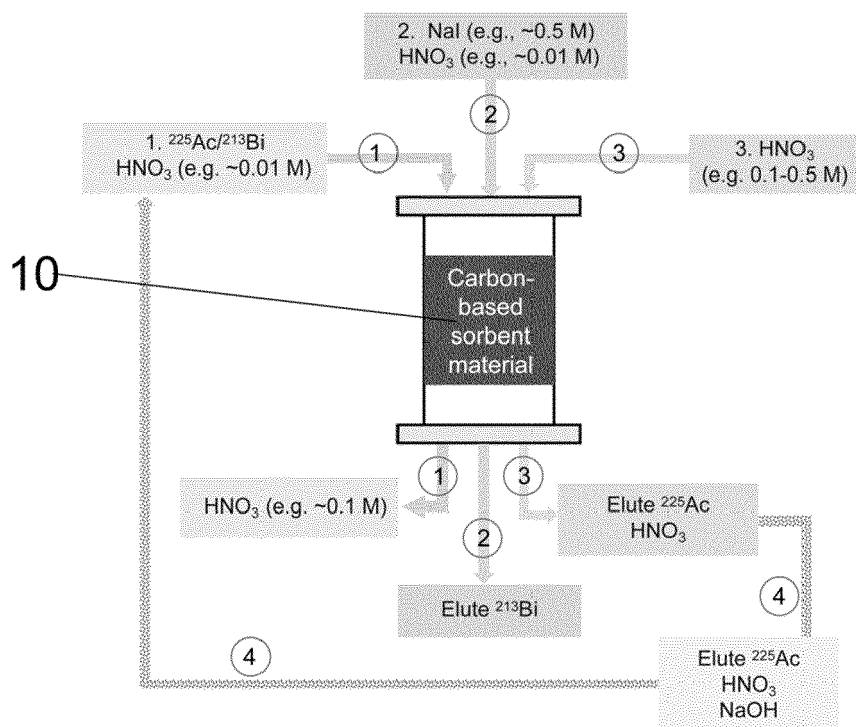 2. NaI (e.g., ~0.5 M)
HNO₃ (e.g., ~0.01 M)
2
1. ²²⁵Ac/²¹³Bi
HNO₃ (e.g. ~0.01 M)
1
3
3. HNO₃
(e.g. 0.1-0.5 M)
10
Carbon-
based
sorbent
material
1
3
HNO₃ (e.g. ~0.1 M)
2
Elute ²²⁵Ac
HNO₃
Elute ²¹³Bi
4
4
Elute ²²⁵Ac
HNO₃
NaOH